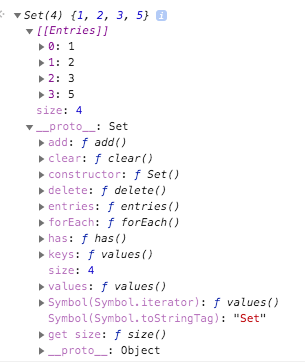 Set(4) {1, 2, 3, 5} i
[[Entries]]
0: 1
1: 2
2: 3
3: 5
size: 4
__proto__: Set
add: ƒ add()
clear: ƒ clear()
constructor: ƒ Set()
delete: ƒ delete()
entries: ƒ entries()
forEach: ƒ forEach()
has: ƒ has()
keys: ƒ values()
size: 4
values: ƒ values()
Symbol(Symbol.iterator): ƒ values()
Symbol(Symbol.toStringTag): "Set"
get size: ƒ size()
__proto__: Object